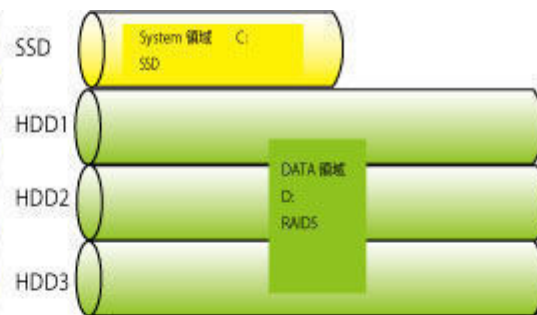 SSD
System 領域 C:
SSD
HDD1
HDD2
HDD3
DATA 領域
D:
RAID5